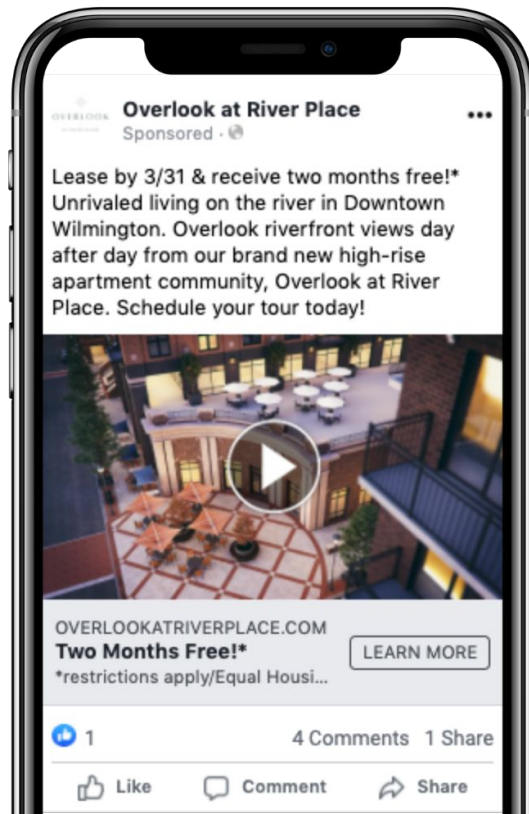 OVERLOOK
Overlook at River Place
Sponsored ·
Lease by 3/31 & receive two months free!*
Unrivaled living on the river in Downtown
Wilmington. Overlook riverfront views day
after day from our brand new high-rise
apartment community, Overlook at River
Place. Schedule your tour today!
OVERLOOKATRIVERPLACE.COM
Two Months Free!*
LEARN MORE
*restrictions apply/Equal Housi...
1
4 Comments 1 Share
Like Comment Share